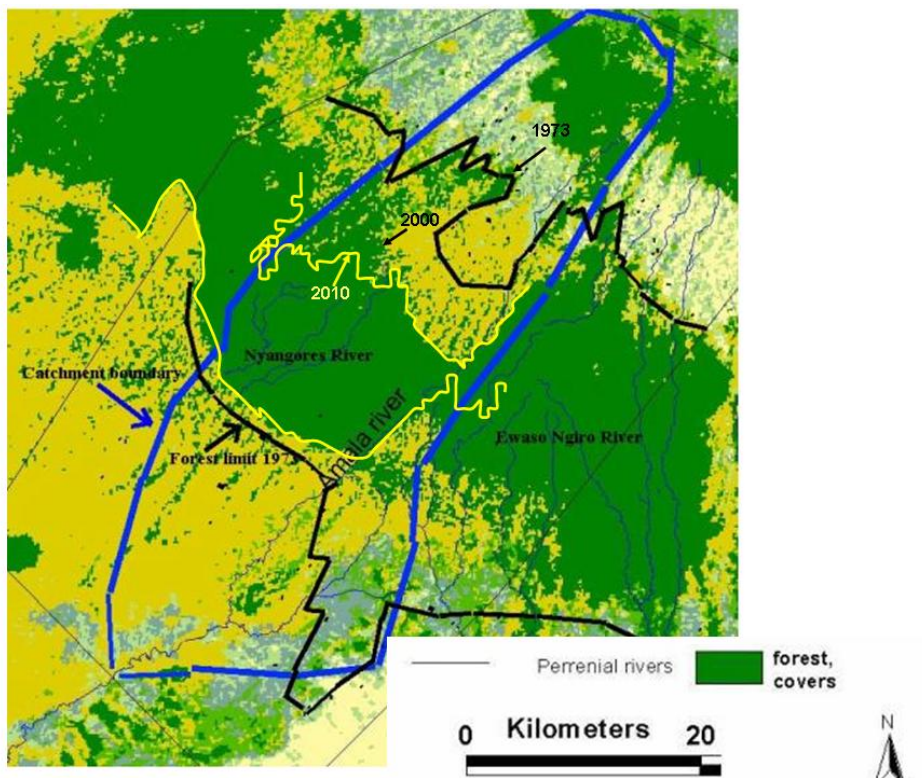 1973
2000
2010
Nyangores River
Catchment boundary
Amala river
Ewaso Ngiro River
Forest limit 1973
Perrenial rivers
forest,
covers
Kilometers
0
20
N